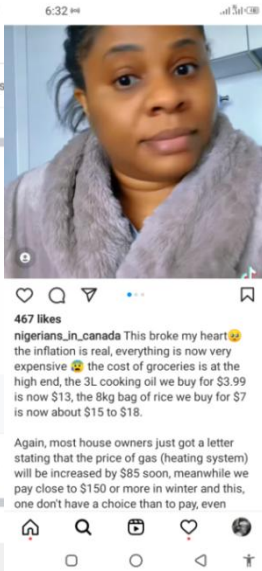 6:32
467 likes
nigerians_in_canada This broke my heart🥺
the inflation is real, everything is now very
expensive 😰 the cost of groceries is at the
high end, the 3L cooking oil we buy for $3.99
is now $13, the 8kg bag of rice we buy for $7
is now about $15 to $18.
Again, most house owners just got a letter
stating that the price of gas (heating system)
will be increased by $85 soon, meanwhile we
pay close to $150 or more in winter and this,
one don't have a choice than to pay, even